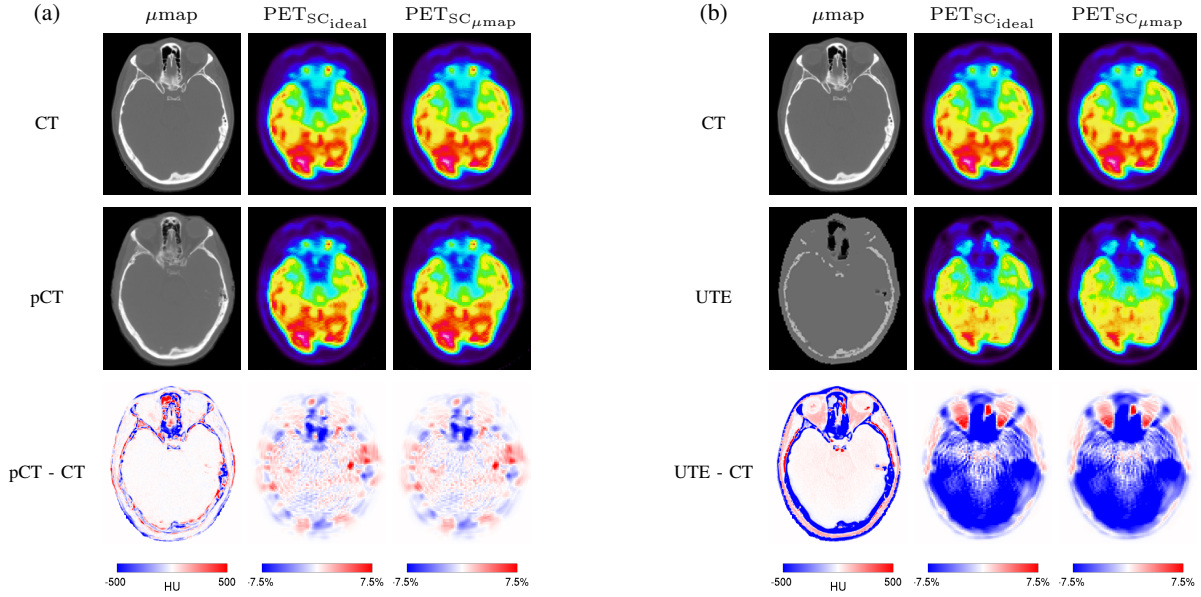 (a) μmap PET_SC_ideal PET_SC_μmap
CT
pCT
pCT - CT
-500 500 -7.5% 7.5% -7.5% 7.5%
HU
(b) μmap PET_SC_ideal PET_SC_μmap
CT
UTE
UTE - CT
-500 500 -7.5% 7.5% -7.5% 7.5%
HU